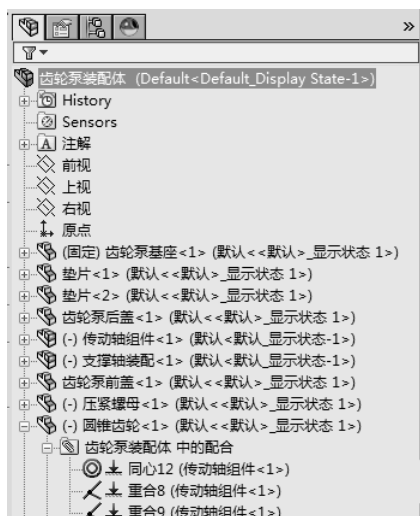 »
齿轮泵装配体 (Default<Default_Display State-1>)
History
Sensors
A 注解
前视
上视
右视
原点
(固定) 齿轮泵基座<1> (默认<<默认>_显示状态 1>)
垫片<1> (默认<<默认>_显示状态 1>)
垫片<2> (默认<<默认>_显示状态 1>)
齿轮泵后盖<1> (默认<<默认>_显示状态 1>)
(-) 传动轴组件<1> (默认<默认_显示状态-1>)
(-) 支撑轴装配<1> (默认<默认_显示状态-1>)
齿轮泵前盖<1> (默认<<默认>_显示状态 1>)
(-) 压紧螺母<1> (默认<<默认>_显示状态 1>)
(-) 圆锥齿轮<1> (默认<<默认>_显示状态 1>)
齿轮泵装配体 中的配合
同心12 (传动轴组件<1>)
重合8 (传动轴组件<1>)
重合9 (传动轴组件<1>)